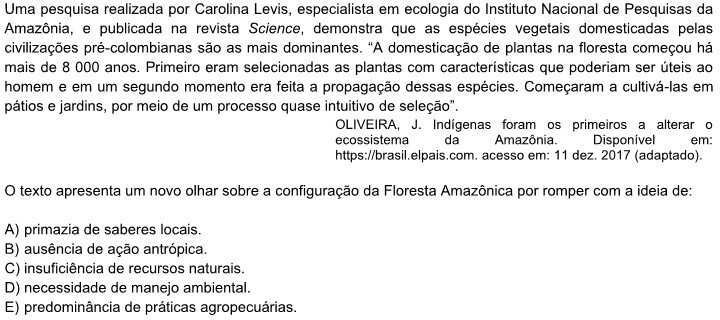 Uma pesquisa realizada por Carolina Levis, especialista em ecologia do Instituto Nacional de Pesquisas da
Amazônia, e publicada na revista Science, demonstra que as espécies vegetais domesticadas pelas
civilizações pré-colombianas são as mais dominantes. “A domesticação de plantas na floresta começou há
mais de 8 000 anos. Primeiro eram selecionadas as plantas com características que poderiam ser úteis ao
homem e em um segundo momento era feita a propagação dessas espécies. Começaram a cultivá-las em
pátios e jardins, por meio de um processo quase intuitivo de seleção”.
OLIVEIRA, J. Indígenas foram os primeiros a alterar o
ecossistema da Amazônia. Disponível em:
https://brasil.elpais.com. acesso em: 11 dez. 2017 (adaptado).
O texto apresenta um novo olhar sobre a configuração da Floresta Amazônica por romper com a ideia de:
A) primazia de saberes locais.
B) ausência de ação antrópica.
C) insuficiência de recursos naturais.
D) necessidade de manejo ambiental.
E) predominância de práticas agropecuárias.